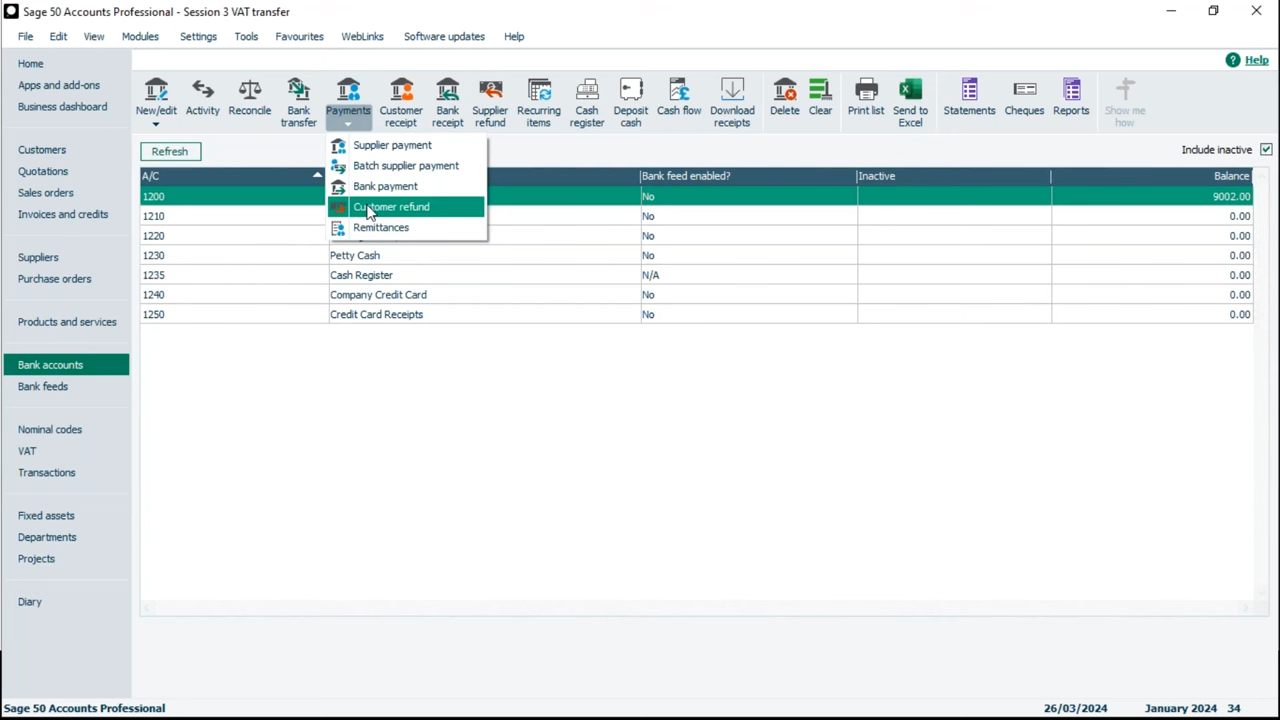 Sage 50 Accounts Professional - Session 3 VAT transfer
File Edit View Modules Settings Tools Favourites WebLinks Software updates Help
Help
Home
Apps and add-ons
Business dashboard
Customers
Quotations
Sales orders
Invoices and credits
Suppliers
Purchase orders
Products and services
Bank accounts
Bank feeds
Nominal codes
VAT
Transactions
Fixed assets
Departments
Projects
Diary
New/edit
Activity
Reconcile
Bank
transfer
Payments
Customer
receipt
Bank
receipt
Supplier
refund
Recurring
items
Cash
register
Deposit
cash
Cash flow
Download
receipts
Delete
Clear
Print list
Send to
Excel
Statements
Cheques
Reports
Show me
how
Supplier payment
Batch supplier payment
Bank payment
Customer refund
Remittances
Refresh
Include inactive
A/C Bank feed enabled? Inactive Balance
1200 No 9002.00
1210 No 0.00
1220 No 0.00
1230 Petty Cash No 0.00
1235 Cash Register N/A 0.00
1240 Company Credit Card No 0.00
1250 Credit Card Receipts No 0.00
Sage 50 Accounts Professional 26/03/2024 January 2024 34